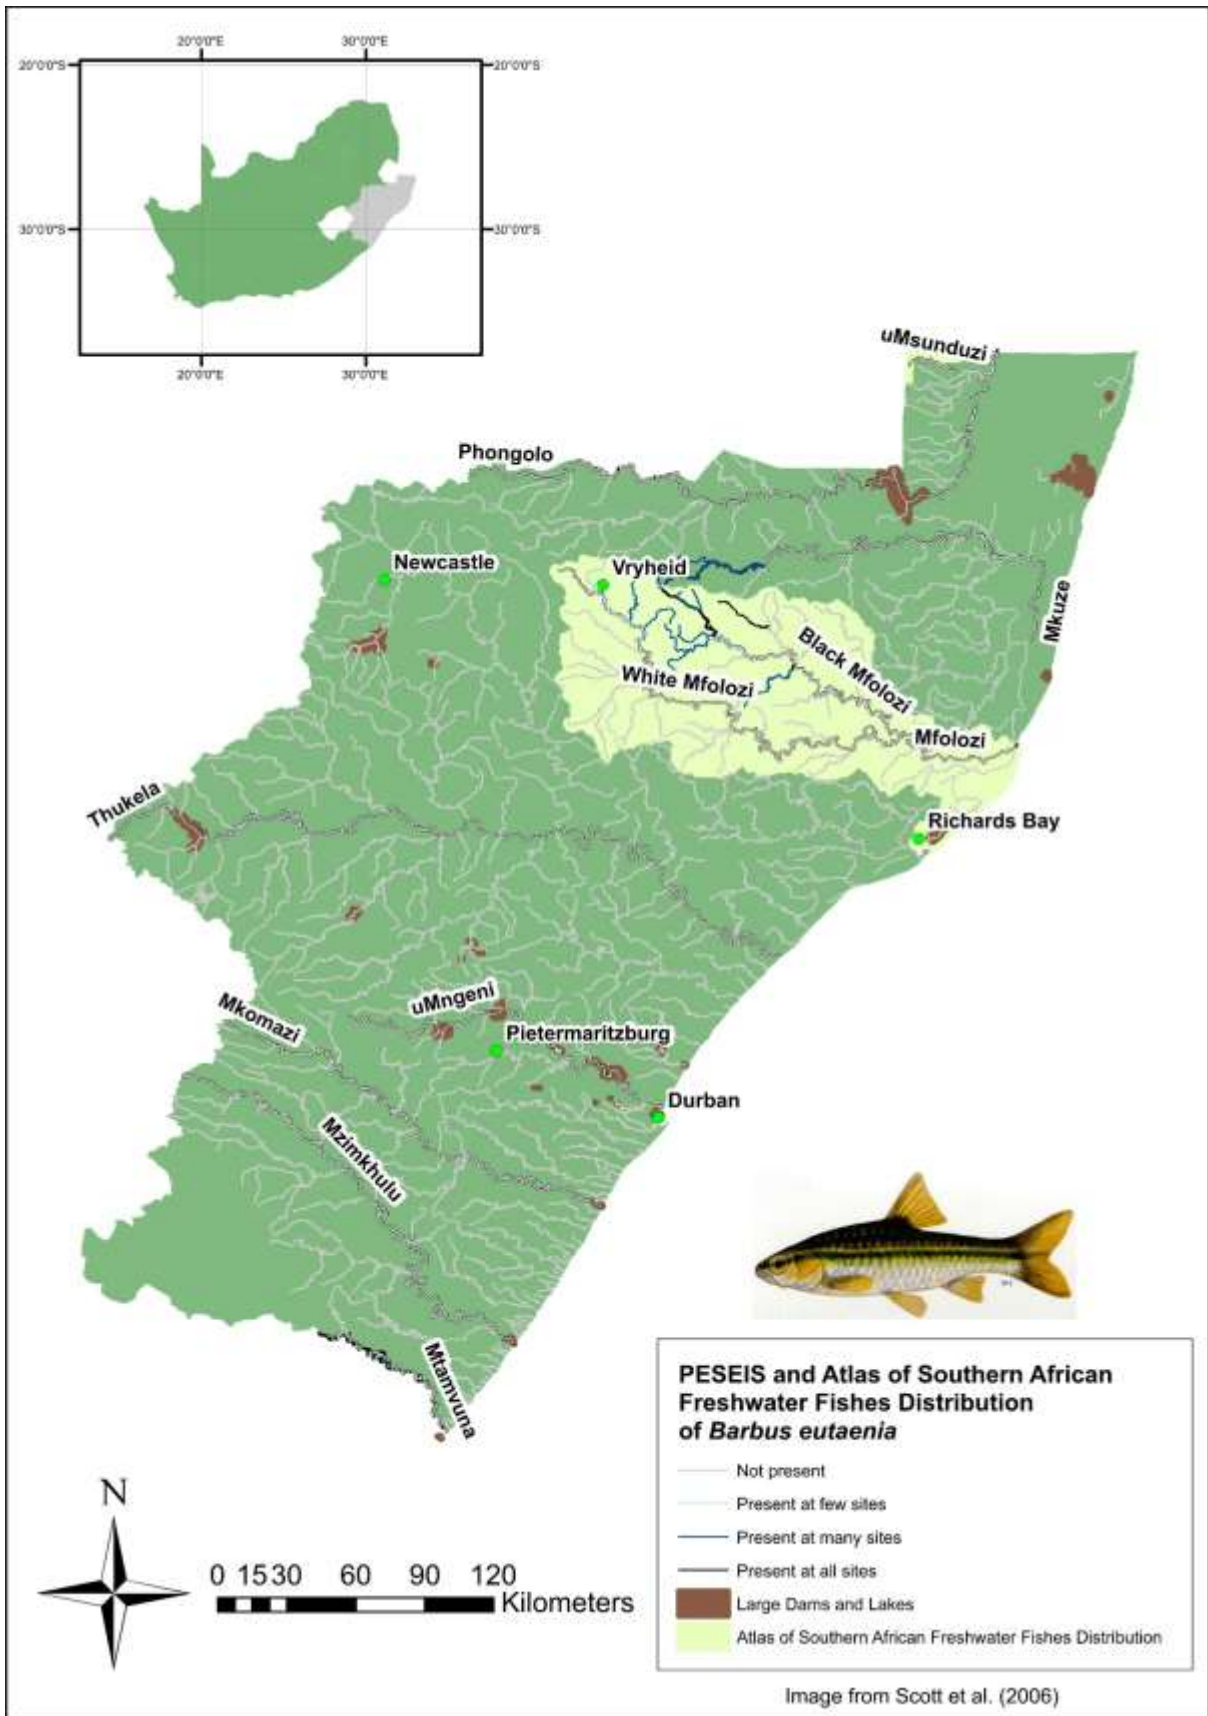 20°0'0"E 30°0'0"E
20°0'0"S 20°0'0"S
30°0'0"S 30°0'0"S
20°0'0"E 30°0'0"E
uMsunduzi
Phongolo
Newcastle
Vryheid
Mkuze
Black Mfolozi
White Mfolozi
Mfolozi
Thukela
Richards Bay
uMngeni
Mkomazi
Pietermaritzburg
Durban
Mzimkhulu
Mtamvuna
PESEIS and Atlas of Southern African
Freshwater Fishes Distribution
of Barbus eutaenia
Not present
Present at few sites
Present at many sites
Present at all sites
Large Dams and Lakes
Atlas of Southern African Freshwater Fishes Distribution
N
0 15 30 60 90 120
Kilometers
Image from Scott et al. (2006)